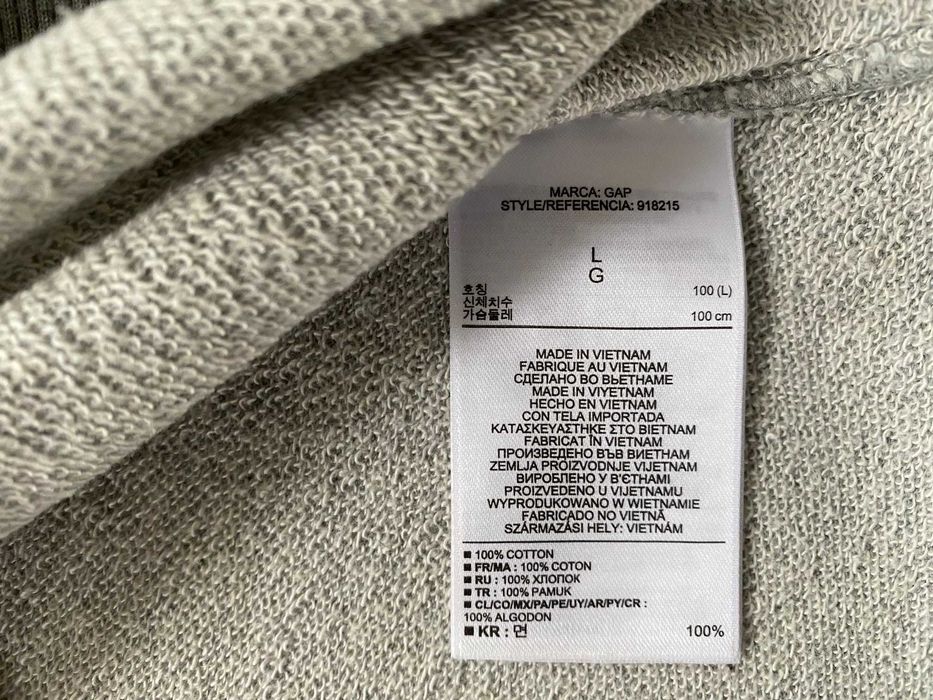 MARCA: GAP
STYLE/REFERENCIA: 918215
L
G
호칭 100 (L)
신체치수
가슴둘레 100 cm
MADE IN VIETNAM
FABRIQUE AU VIETNAM
СДЕЛАНО ВО ВЬЕТНАМЕ
MADE IN VIYETNAM
HECHO EN VIETNAM
CON TELA IMPORTADA
ΚΑΤΑΣΚΕΥΑΣΤΗΚΕ ΣΤΟ ΒΙΕΤΝΑΜ
FABRICAT ÎN VIETNAM
ПРОИЗВЕДЕНО ВЪВ ВИЕТНАМ
ZEMLJA PROIZVODNJE VIJETNAM
ВИРОБЛЕНО У В'ЄТНАМІ
PROIZVEDENO U VIJETNAMU
WYPRODUKOWANO W WIETNAMIE
FABRICADO NO VIETNÃ
SZÁRMAZÁSI HELY: VIETNÁM
■ 100% COTTON
■ FR/MA : 100% COTON
■ RU : 100% ХЛОПОК
■ TR : 100% PAMUK
■ CL/CO/MX/PA/PE/UY/AR/PY/CR :
100% ALGODON
■ KR : 면 100%